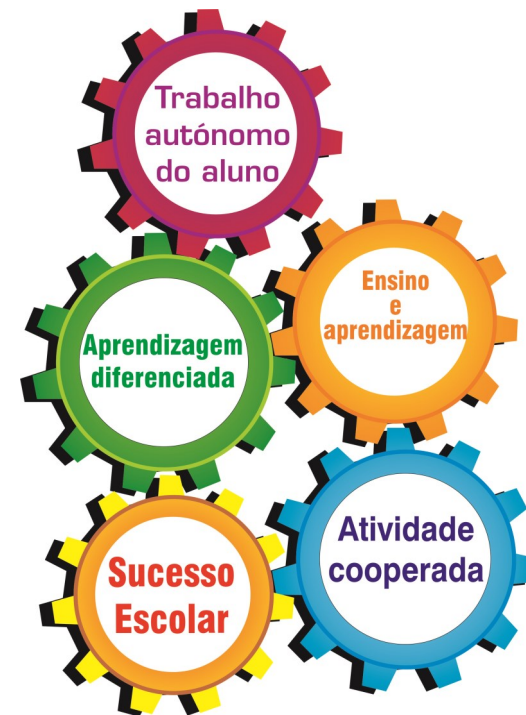 Trabalho
autónomo
do aluno
Ensino
e
aprendizagem
Aprendizagem
diferenciada
Atividade
cooperada
Sucesso
Escolar